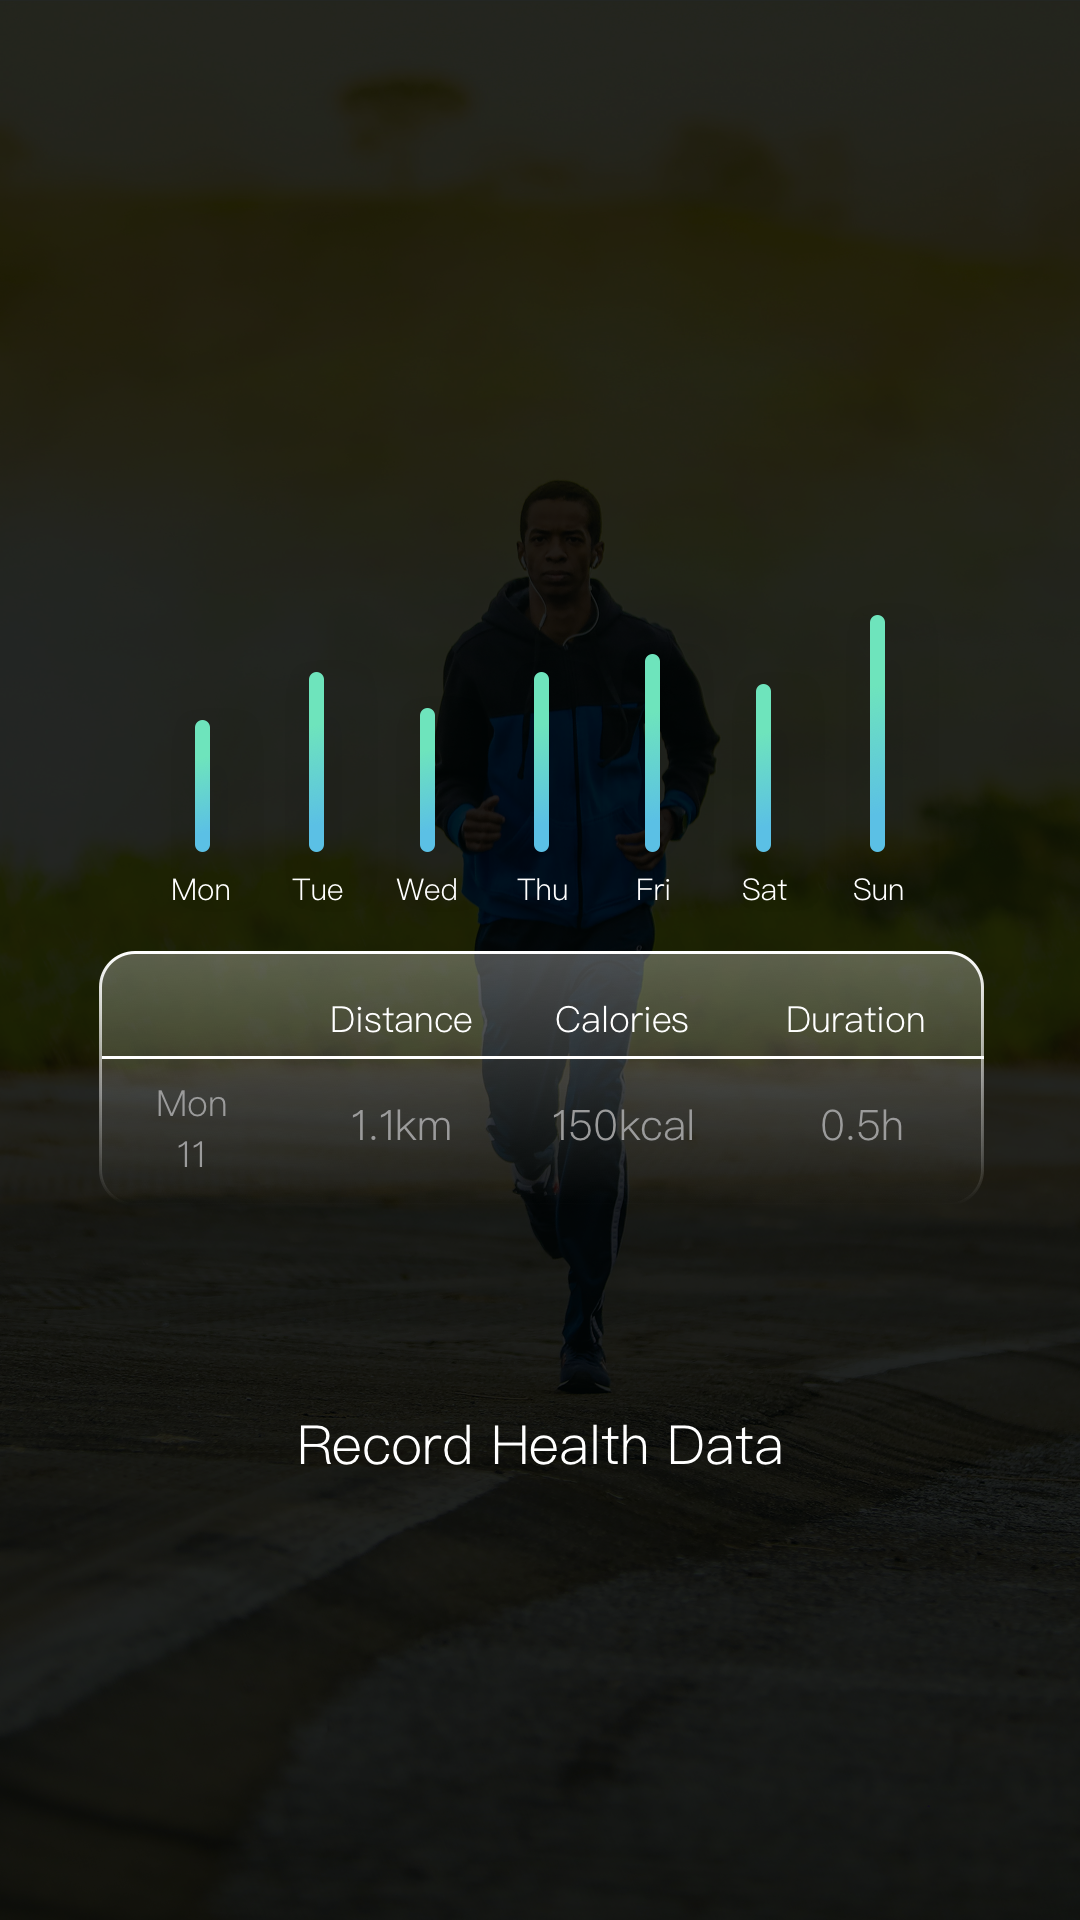 Mon Tue Wed Thu Fri Sat Sun
Distance Calories Duration
Mon
11
1.1km 150kcal 0.5h
Record Health Data